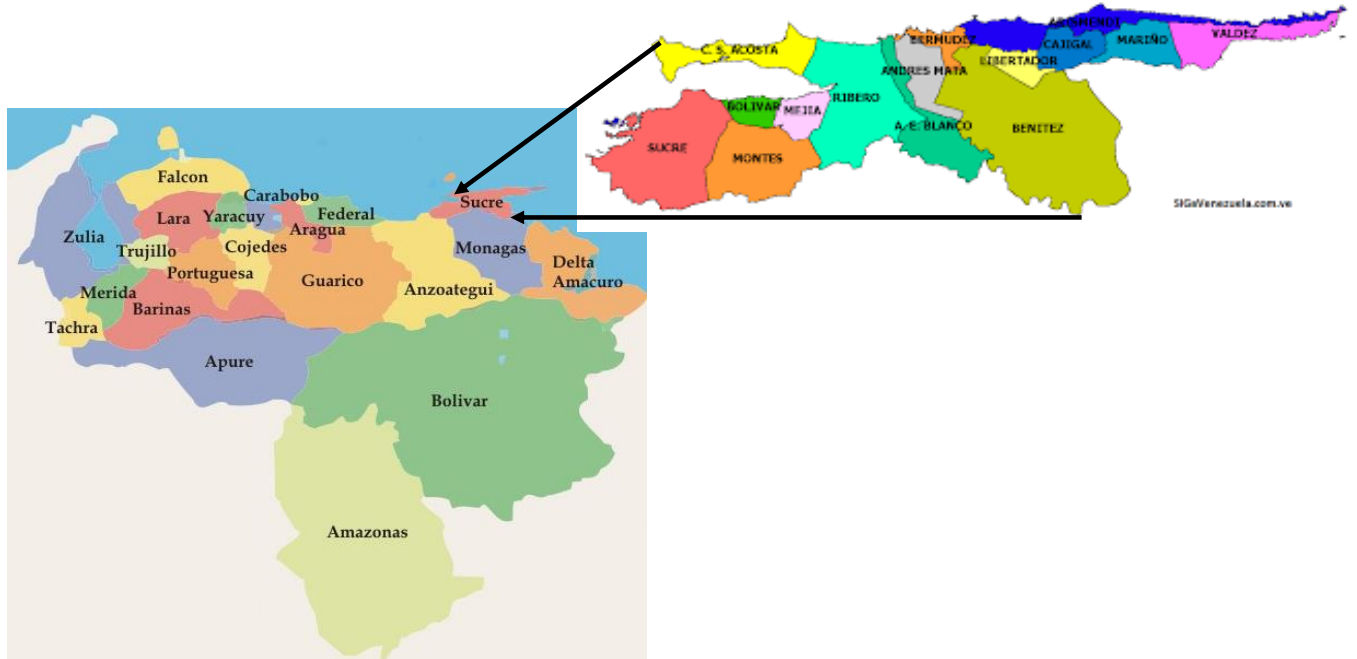 ARISMENDI
VALDEZ
BERMUDEZ
CAJIGAL
MARIÑO
C. S. ACOSTA
LIBERTADOR
ANDRES MATA
RIBERO
BOLIVAR
MEJIA
A. E. BLANCO
BENITEZ
SUCRE
MONTES
SIGeVenezuela.com.ve
Falcon
Carabobo
Sucre
Lara
Yaracuy
Federal
Aragua
Zulia
Trujillo
Cojedes
Monagas
Portuguesa
Delta
Amacuro
Guarico
Anzoategui
Merida
Barinas
Tachra
Apure
Bolivar
Amazonas